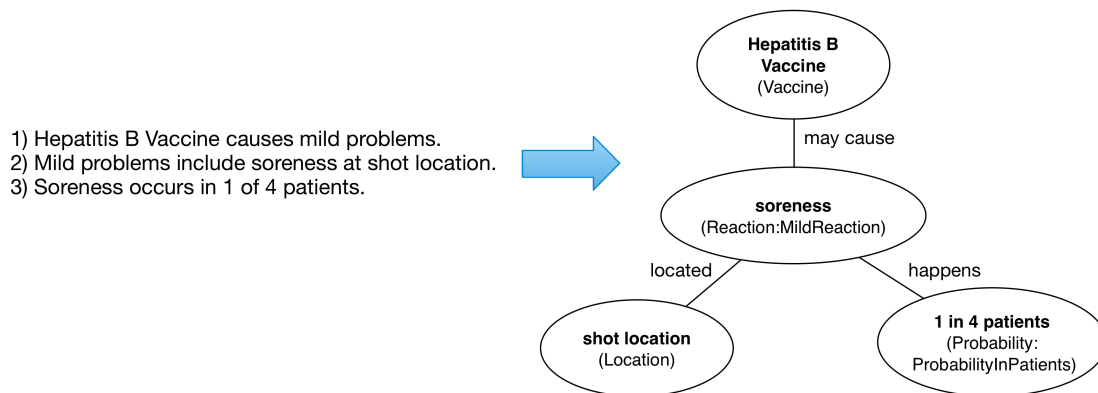 1) Hepatitis B Vaccine causes mild problems.
2) Mild problems include soreness at shot location.
3) Soreness occurs in 1 of 4 patients.
Hepatitis B
Vaccine
(Vaccine)
may cause
soreness
(Reaction:MildReaction)
located
happens
shot location
(Location)
1 in 4 patients
(Probability:
ProbabilityInPatients)